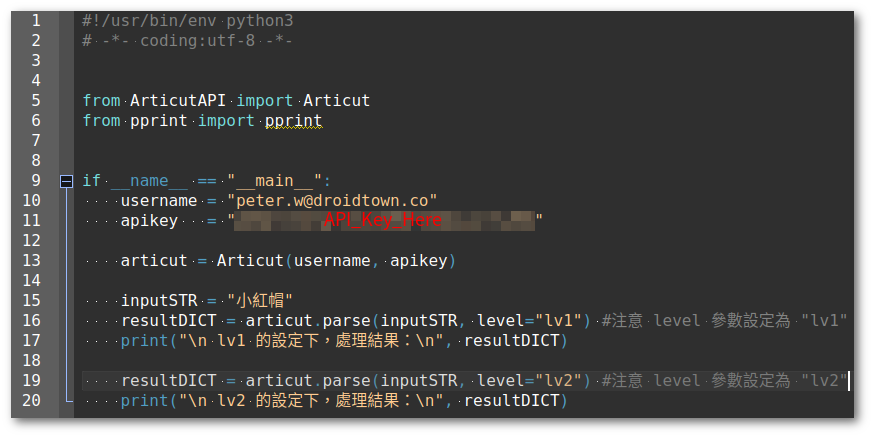 1 #!/usr/bin/env python3
2 # -*- coding:utf-8 -*-
3
4
5 from ArticutAPI import Articut
6 from pprint import pprint
7
8
9 if __name__ == "__main__":
10     username = "peter.w@droidtown.co"
11     apikey   = "API Key Here"
12
13     articut = Articut(username, apikey)
14
15     inputSTR = "小紅帽"
16     resultDICT = articut.parse(inputSTR, level="lv1") #注意 level 參數設定為 "lv1"
17     print("\n lv1 的設定下，處理結果：\n", resultDICT)
18
19     resultDICT = articut.parse(inputSTR, level="lv2") #注意 level 參數設定為 "lv2"
20     print("\n lv2 的設定下，處理結果：\n", resultDICT)